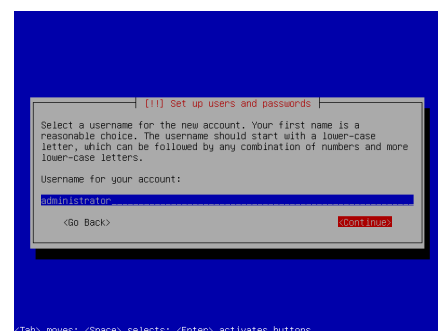 [!!] Set up users and passwords
Select a username for the new account. Your first name is a
reasonable choice. The username should start with a lower-case
letter, which can be followed by any combination of numbers and more
lower-case letters.
Username for your account:
administrator
<Go Back> <Continue>
<Tab> moves; <Space> selects; <Enter> activates buttons